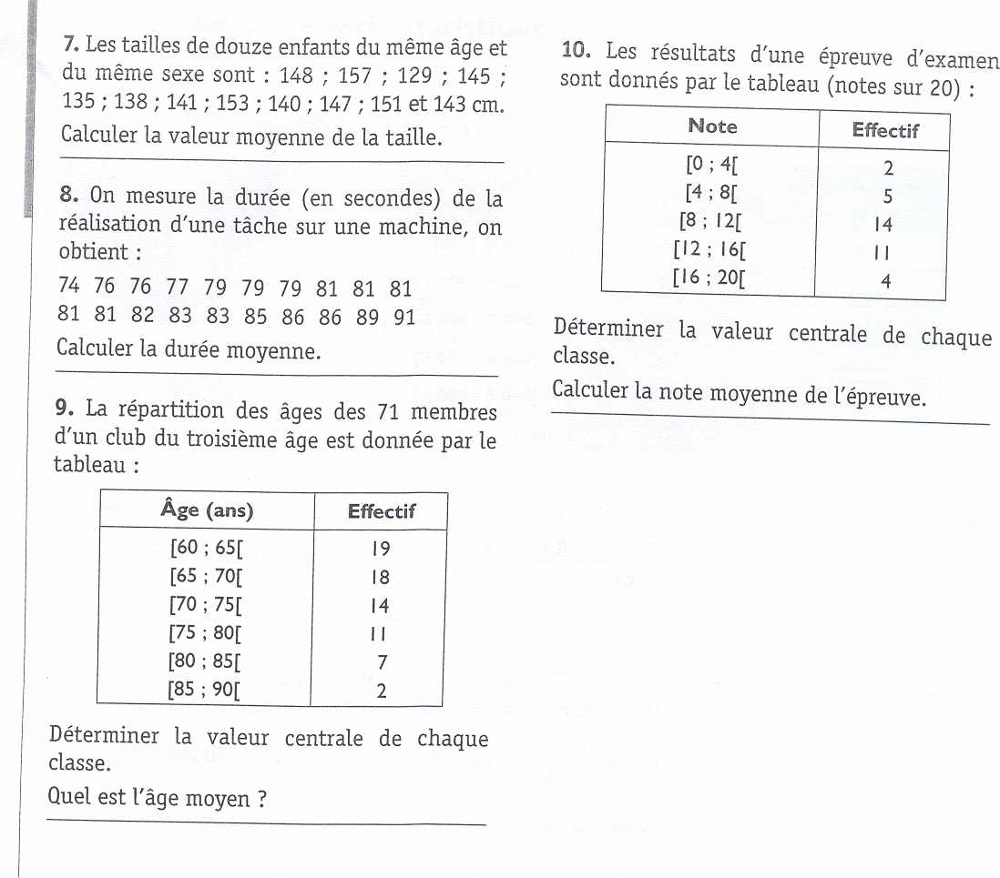 7. Les tailles de douze enfants du même âge et
du même sexe sont : 148 ; 157 ; 129 ; 145 ;
135 ; 138 ; 141 ; 153 ; 140 ; 147 ; 151 et 143 cm.
Calculer la valeur moyenne de la taille.
8. On mesure la durée (en secondes) de la
réalisation d'une tâche sur une machine, on
obtient :
74 76 76 77 79 79 79 81 81 81
81 81 82 83 83 85 86 86 89 91
Calculer la durée moyenne.
9. La répartition des âges des 71 membres
d'un club du troisième âge est donnée par le
tableau :
Âge (ans) Effectif
[60 ; 65[ 19
[65 ; 70[ 18
[70 ; 75[ 14
[75 ; 80[ 11
[80 ; 85[ 7
[85 ; 90[ 2
Déterminer la valeur centrale de chaque
classe.
Quel est l'âge moyen ?
10. Les résultats d'une épreuve d'examen
sont donnés par le tableau (notes sur 20) :
Note Effectif
[0 ; 4[ 2
[4 ; 8[ 5
[8 ; 12[ 14
[12 ; 16[ 11
[16 ; 20[ 4
Déterminer la valeur centrale de chaque
classe.
Calculer la note moyenne de l'épreuve.